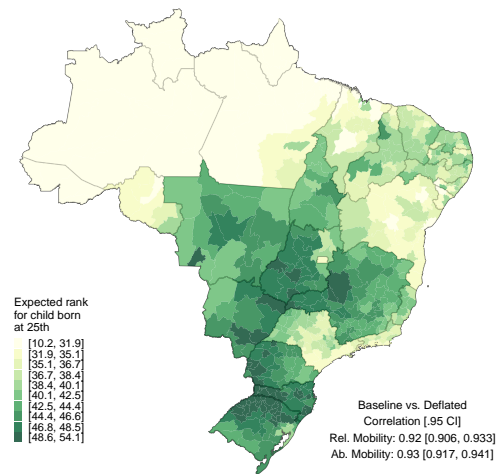 Expected rank
for child born
at 25th
[10.2, 31.9]
[31.9, 35.1]
[35.1, 36.7]
[36.7, 38.4]
[38.4, 40.1]
[40.1, 42.5]
[42.5, 44.4]
[44.4, 46.6]
[46.8, 48.5]
[48.6, 54.1]
Baseline vs. Deflated
Correlation [.95 CI]
Rel. Mobility: 0.92 [0.906, 0.933]
Ab. Mobility: 0.93 [0.917, 0.941]